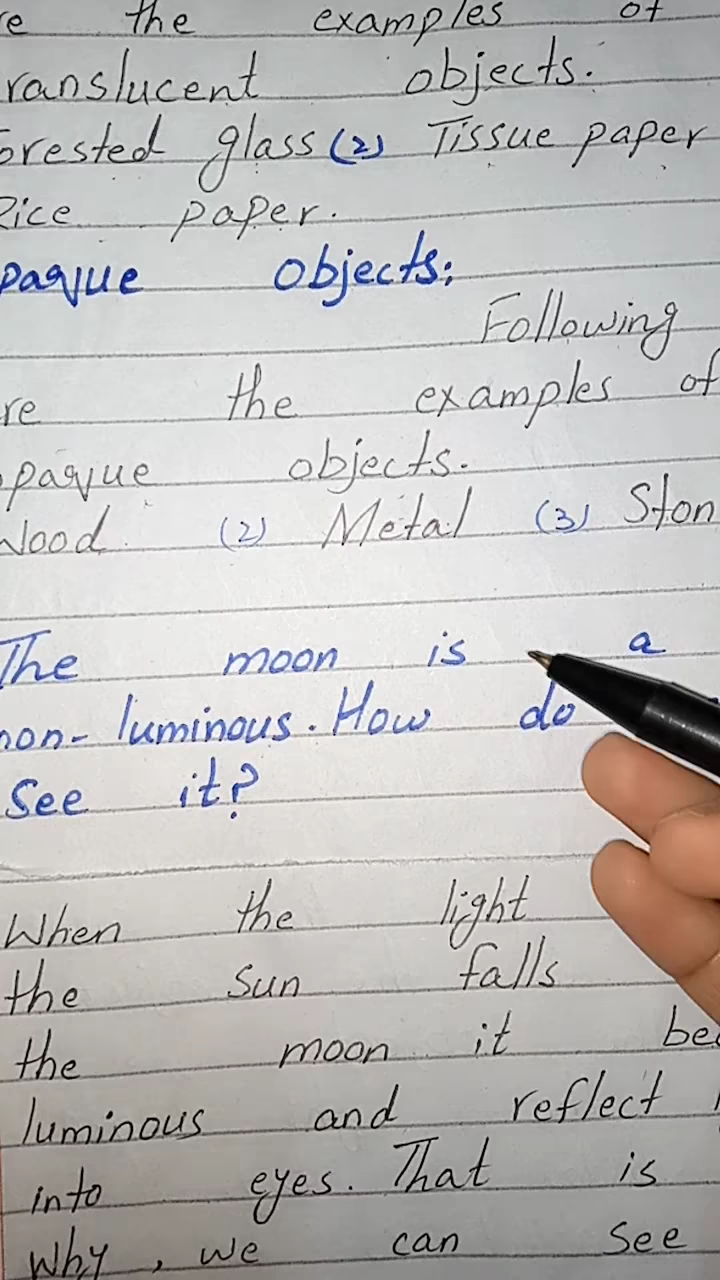 re the examples of
ranslucent objects.
orested glass (2) Tissue paper
Rice paper.
paque objects:
Following
re the examples of
paque objects.
Wood (2) Metal (3) Ston
The moon is a
non-luminous. How do
See it?
When the light
the Sun falls
the moon it be
luminous and reflect
into eyes. That is
Why, we can See